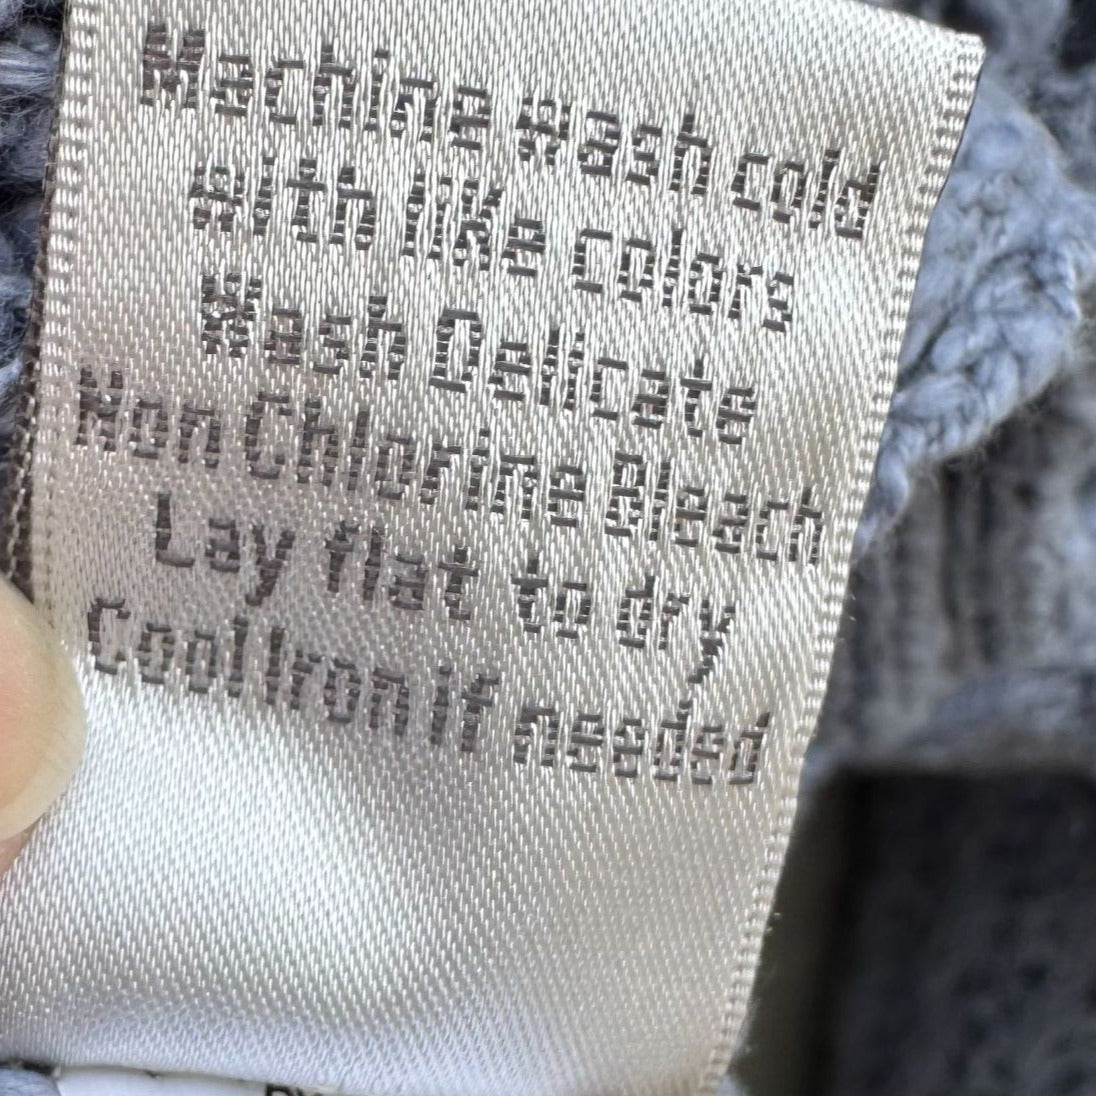 Machine wash cold
with like colors
Wash Delicate
Non Chlorine Bleach
Lay flat to dry
Cool Iron if needed